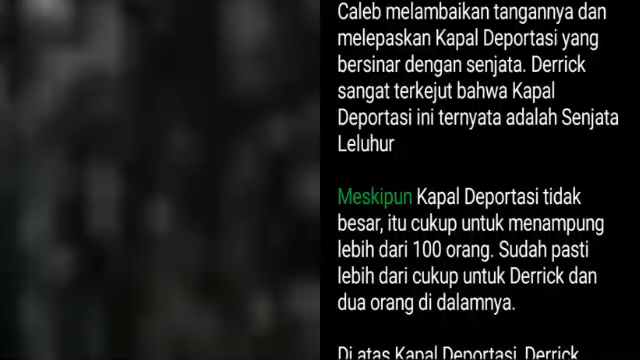 Caleb melambaikan tangannya dan
melepaskan Kapal Deportasi yang
bersinar dengan senjata. Derrick
sangat terkejut bahwa Kapal
Deportasi ini ternyata adalah Senjata
Leluhur
Meskipun Kapal Deportasi tidak
besar, itu cukup untuk menampung
lebih dari 100 orang. Sudah pasti
lebih dari cukup untuk Derrick dan
dua orang di dalamnya.
Di atas Kapal Deportasi, Derrick